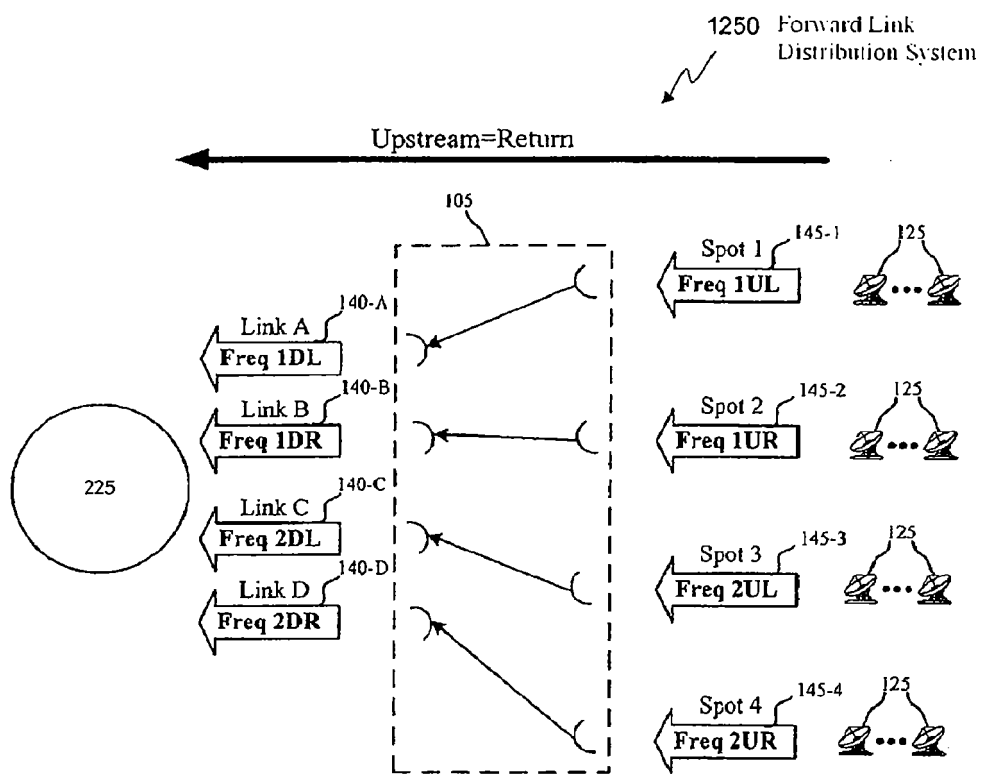 1250 Forward Link
Distribution System
Upstream=Return
105
Spot 1
145-1
125
Freq 1UL
Link A
140-A
Freq 1DL
Link B
140-B
Freq 1DR
Spot 2
145-2
125
Freq 1UR
225
Link C
140-C
Freq 2DL
Spot 3
145-3
125
Freq 2UL
Link D
140-D
Freq 2DR
Spot 4
145-4
125
Freq 2UR